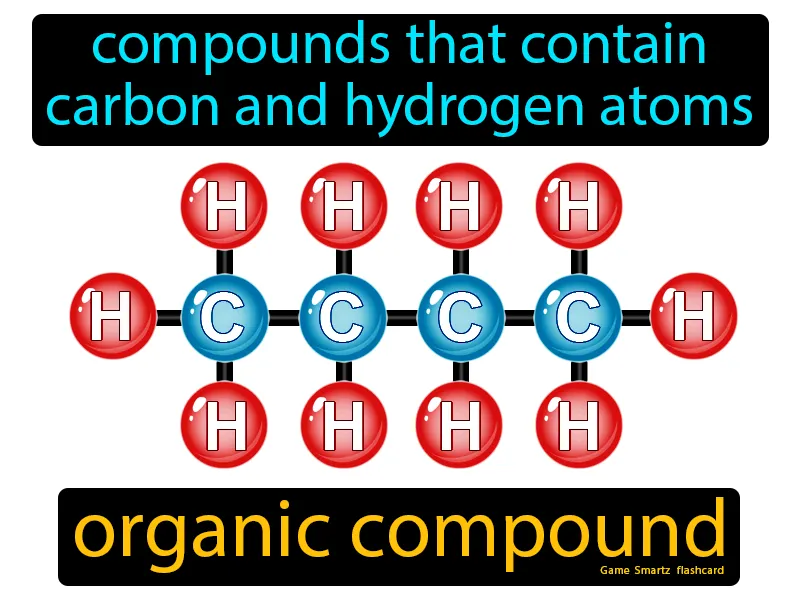 compounds that contain
carbon and hydrogen atoms
H H H H
H C C C C H
H H H H
organic compound
Game Smartz flashcard